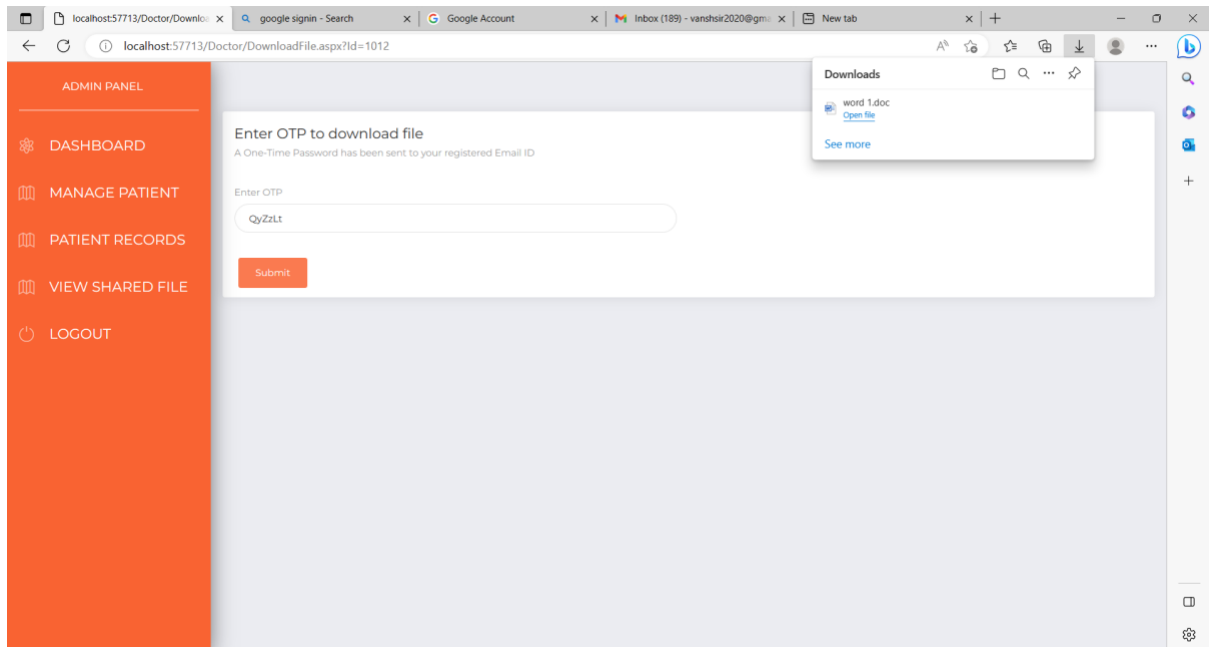 localhost:57713/Doctor/Downloa
google signin - Search
Google Account
Inbox (189) - vanshsir2020@gma
New tab
localhost:57713/Doctor/DownloadFile.aspx?Id=1012
ADMIN PANEL
DASHBOARD
MANAGE PATIENT
PATIENT RECORDS
VIEW SHARED FILE
LOGOUT
Enter OTP to download file
A One-Time Password has been sent to your registered Email ID
Enter OTP
QyZzLt
Submit
Downloads
word 1.doc
Open file
See more